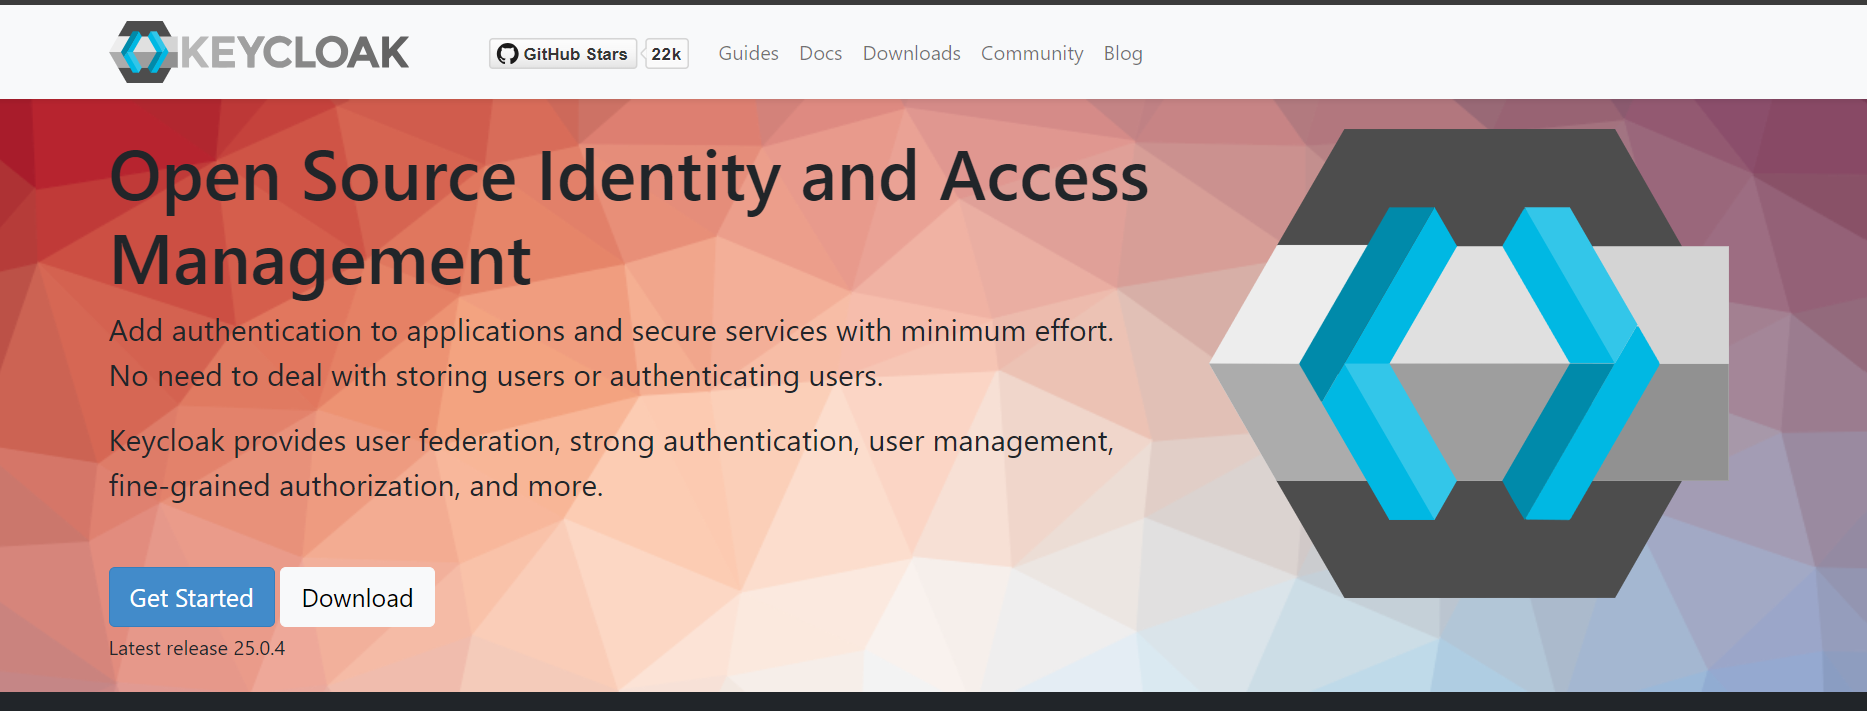 KEYCLOAK
GitHub Stars 22k Guides Docs Downloads Community Blog
Open Source Identity and Access
Management
Add authentication to applications and secure services with minimum effort.
No need to deal with storing users or authenticating users.
Keycloak provides user federation, strong authentication, user management,
fine-grained authorization, and more.
Get Started Download
Latest release 25.0.4